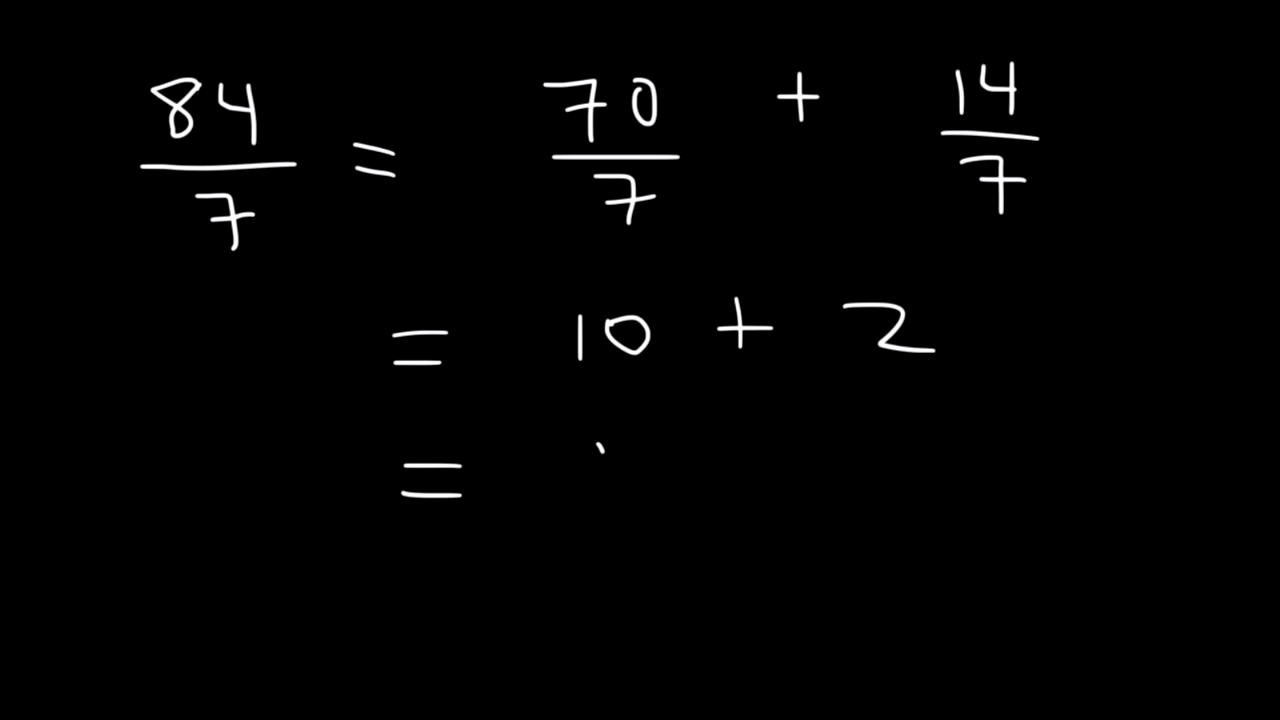 84/7 = 70/7 + 14/7
= 10 + 2
=